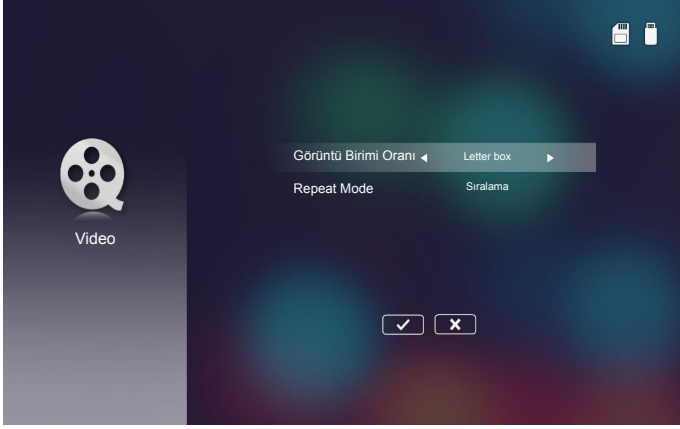 Görüntü Birimi Oranı Letter box
Repeat Mode Sıralama
Video